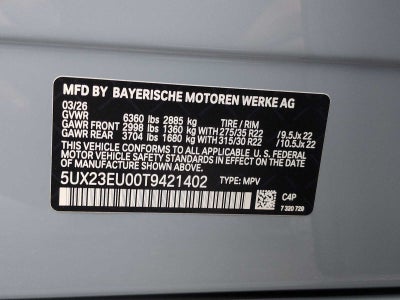 MFD BY BAYERISCHE MOTOREN WERKE AG
03/26
GVWR 6360 lbs 2885 kg TIRE / RIM
GAWR FRONT 2998 lbs 1360 kg WITH 275/35 R22 /9.5Jx22
GAWR REAR 3704 lbs 1680 kg WITH 315/30 R22 /10.5Jx22
THIS VEHICLE CONFORMS TO ALL APPLICABLE U.S. FEDERAL
MOTOR VEHICLE SAFETY STANDARDS IN EFFECT ON THE DATE
OF MANUFACTURE SHOWN ABOVE.
5UX23EU00T9421402 TYPE: MPV
C4P
7 320 729